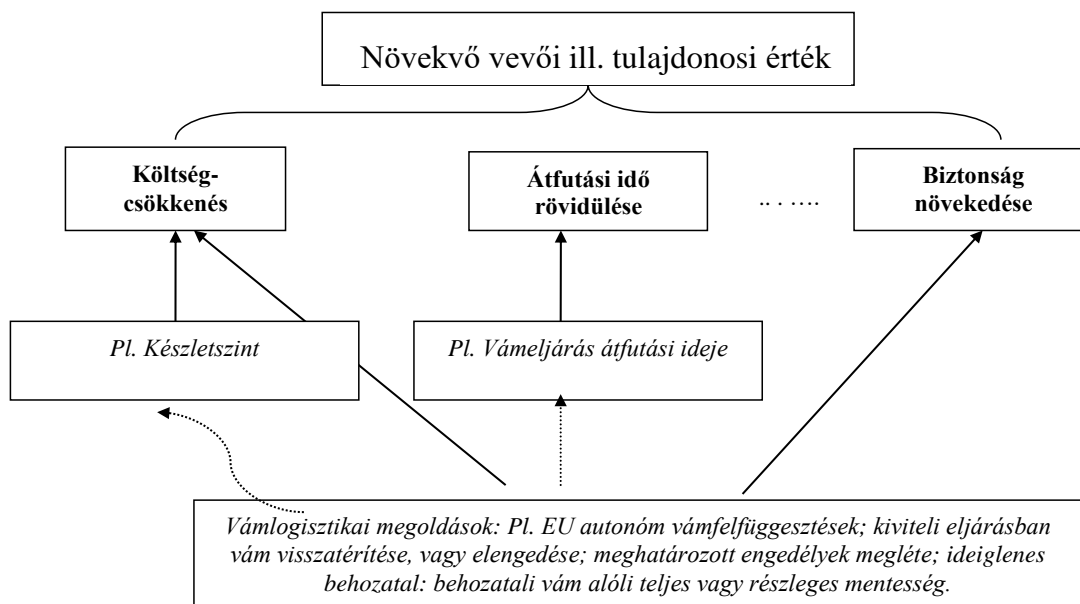 Növekvő vevői ill. tulajdonosi érték
Költség-
csökkenés
Átfutási idő
rövidülése
.. . ….
Biztonság
növekedése
Pl. Készletszint
Pl. Vámeljárás átfutási ideje
Vámlogisztikai megoldások: Pl. EU autonóm vámfelfüggesztések; kiviteli eljárásban
vám visszatérítése, vagy elengedése; meghatározott engedélyek megléte; ideiglenes
behozatal: behozatali vám alóli teljes vagy részleges mentesség.